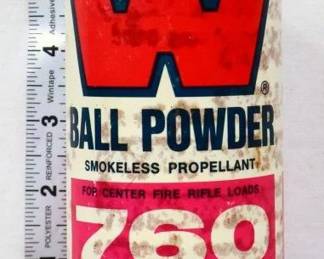 W
®
BALL POWDER
SMOKELESS PROPELLANT
FOR CENTER FIRE RIFLE LOADS
760
4
3
2
Adhesive
Wintape
REINFORCED
POLYESTER